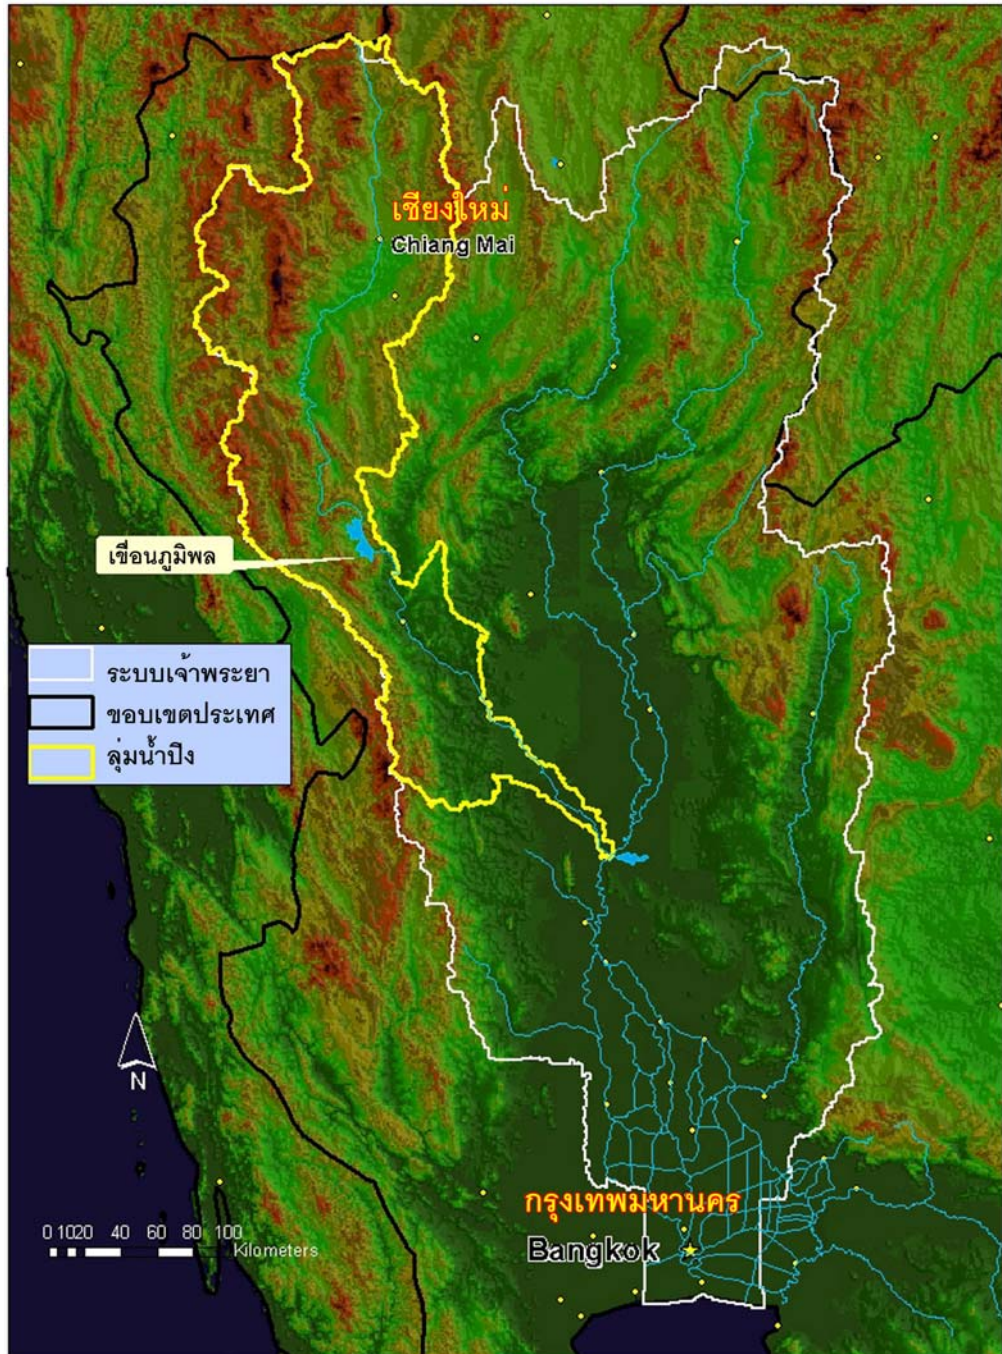 เชียงใหม่
Chiang Mai
เขื่อนภูมิพล
ระบบเจ้าพระยา
ขอบเขตประเทศ
ลุ่มน้ำปิง
N
กรุงเทพมหานคร
Bangkok
0 10 20 40 60 80 100
Kilometers